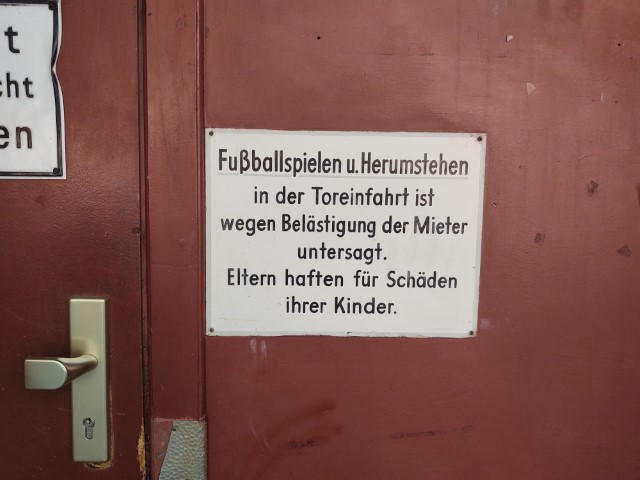 t
cht
en
Fußballspielen u. Herumstehen
in der Toreinfahrt ist
wegen Belästigung der Mieter
untersagt.
Eltern haften für Schäden
ihrer Kinder.